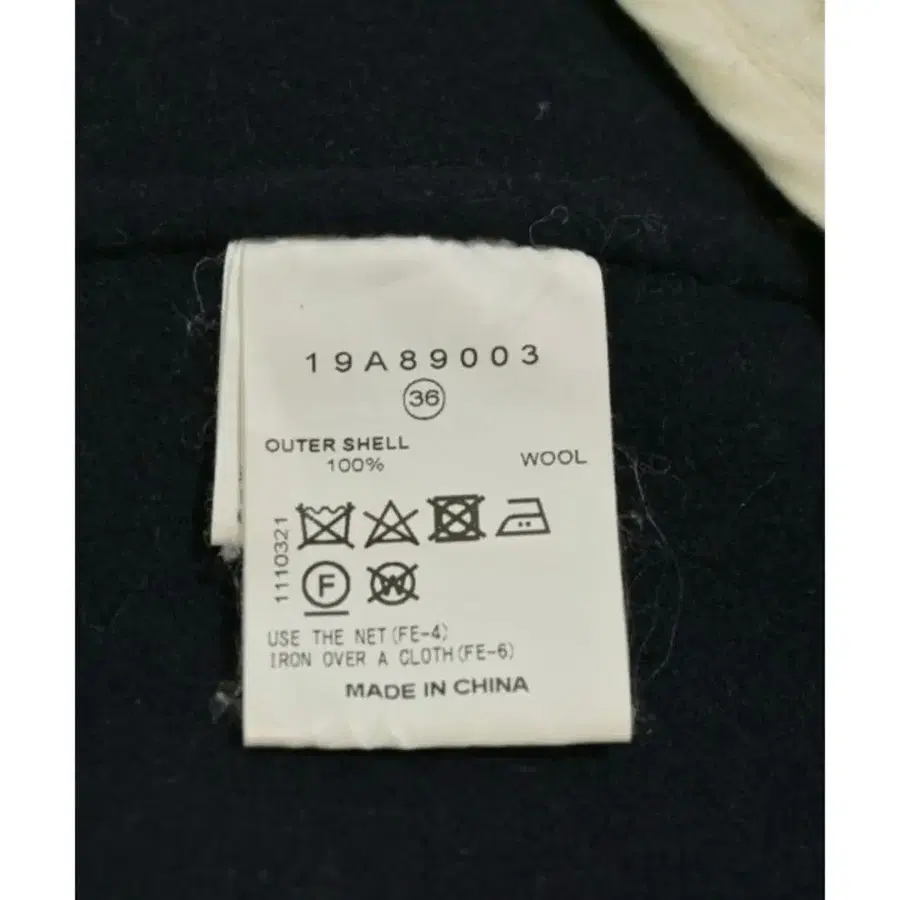 19A89003
36
OUTER SHELL
100% WOOL
1110321
F W
USE THE NET(FE-4)
IRON OVER A CLOTH(FE-6)
MADE IN CHINA